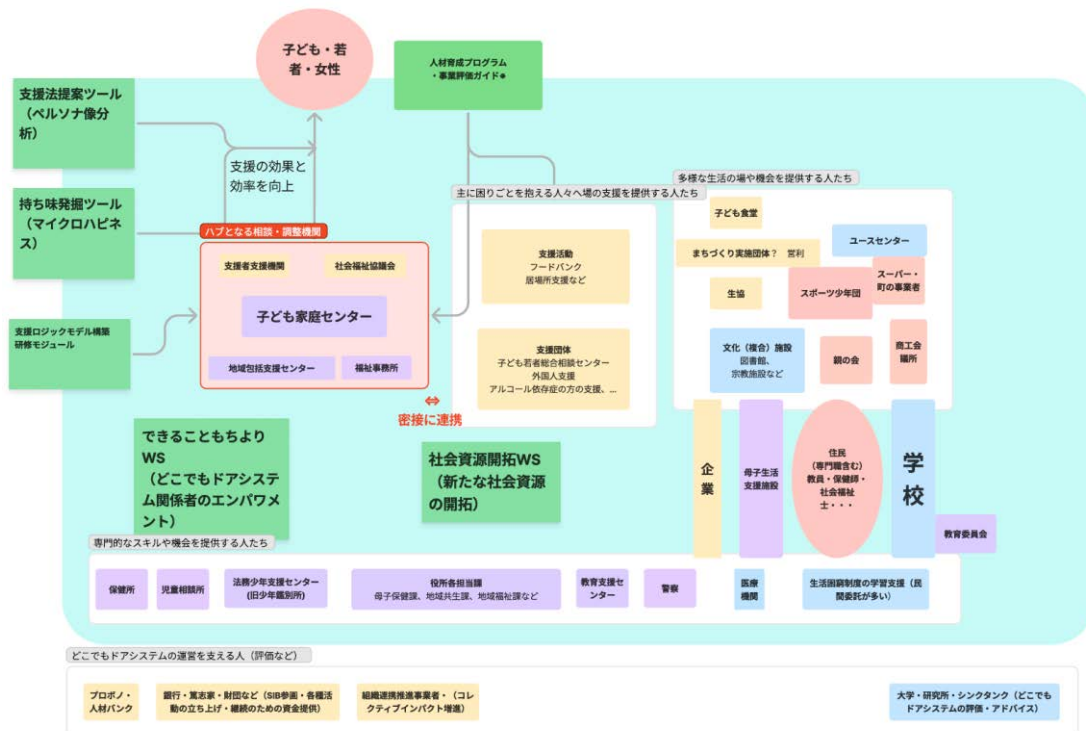 子ども・若
者・女性
人材育成プログラム
・事業評価ガイド※
支援法提案ツール
（ペルソナ像分
析）
支援の効果と
効率を向上
持ち味発掘ツール
（マイクロハピネ
ス）
支援ロジックモデル構築
研修モジュール
ハブとなる相談・調整機関
支援者支援機関
社会福祉協議会
子ども家庭センター
地域包括支援センター
福祉事務所
⇔
密接に連携
主に困りごとを抱える人々へ場の支援を提供する人たち
支援活動
フードバンク
居場所支援など
支援団体
子ども若者総合相談センター
外国人支援
アルコール依存症の方の支援、...
多様な生活の場や機会を提供する人たち
子ども食堂
ユースセンター
まちづくり実施団体？ 営利
スーパー・
町の事業者
生協
スポーツ少年団
文化（複合）施設
図書館、
宗教施設など
親の会
商工会
議所
できることもちより
WS
（どこでもドアシステ
ム関係者のエンパワメ
ント）
社会資源開拓WS
（新たな社会資源
の開拓）
企業
母子生活
支援施設
住民
（専門職含む）
教員・保健師・
社会福祉
士・・・
学校
教育委員会
専門的なスキルや機会を提供する人たち
保健所
児童相談所
法務少年支援センター
(旧少年鑑別所)
役所各担当課
母子保健課、地域共生課、地域福祉課など
教育支援セ
ンター
警察
医療
機関
生活困窮制度の学習支援（民
間委託が多い）
どこでもドアシステムの運営を支える人（評価など）
プロボノ・
人材バンク
銀行・篤志家・財団など（SIB参画・各種活
動の立ち上げ・継続のための資金提供）
組織連携推進事業者・（コレ
クティブインパクト増進）
大学・研究所・シンクタンク（どこでも
ドアシステムの評価・アドバイス）